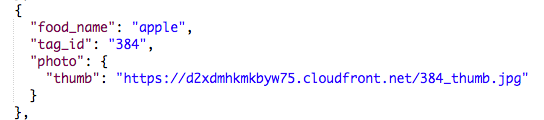 {
"food_name": "apple",
"tag_id": "384",
"photo": {
"thumb": "https://d2xdmhkmkbyw75.cloudfront.net/384_thumb.jpg"
}
},